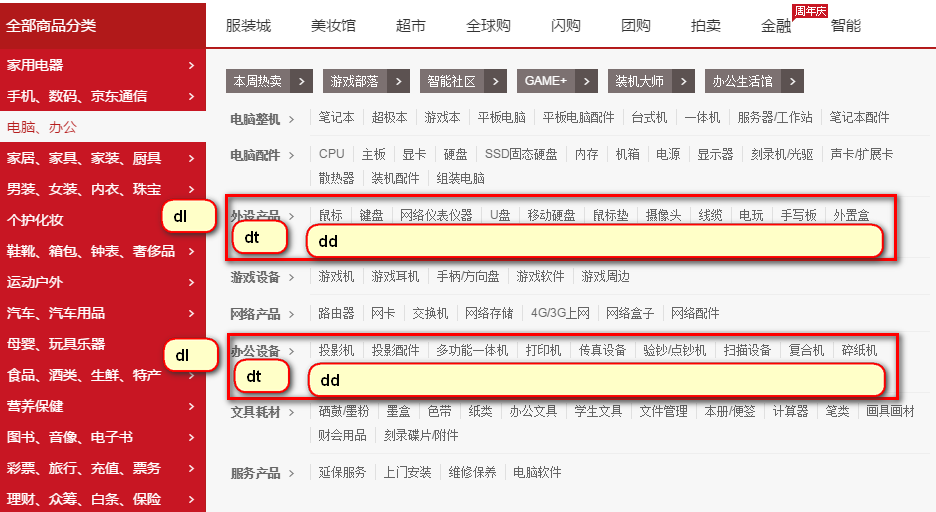 全部商品分类 服装城 美妆馆 超市 全球购 闪购 团购 拍卖 金融 周年庆 智能
家用电器 >
手机、数码、京东通信 >
电脑、办公
家居、家具、家装、厨具 >
男装、女装、内衣、珠宝 >
个护化妆
鞋靴、箱包、钟表、奢侈品 >
运动户外 >
汽车、汽车用品 >
母婴、玩具乐器
食品、酒类、生鲜、特产 >
营养保健 >
图书、音像、电子书 >
彩票、旅行、充值、票务 >
理财、众筹、白条、保险 >
本周热卖 > 游戏部落 > 智能社区 > GAME+ > 装机大师 > 办公生活馆 >
电脑整机 > 笔记本 超极本 游戏本 平板电脑 平板电脑配件 台式机 一体机 服务器/工作站 笔记本配件
电脑配件 > CPU 主板 显卡 硬盘 SSD固态硬盘 内存 机箱 电源 显示器 刻录机/光驱 声卡/扩展卡
散热器 装机配件 组装电脑
dl
外设产品 > 鼠标 键盘 网络仪表仪器 U盘 移动硬盘 鼠标垫 摄像头 线缆 电玩 手写板 外置盒
dt dd
游戏设备 > 游戏机 游戏耳机 手柄/方向盘 游戏软件 游戏周边
网络产品 > 路由器 网卡 交换机 网络存储 4G/3G上网 网络盒子 网络配件
dl
办公设备 > 投影机 投影配件 多功能一体机 打印机 传真设备 验钞/点钞机 扫描设备 复合机 碎纸机
dt dd
文具耗材 > 硒鼓/墨粉 墨盒 色带 纸类 办公文具 学生文具 文件管理 本册/便签 计算器 笔类 画具画材
财会用品 刻录碟片/附件
服务产品 > 延保服务 上门安装 维修保养 电脑软件